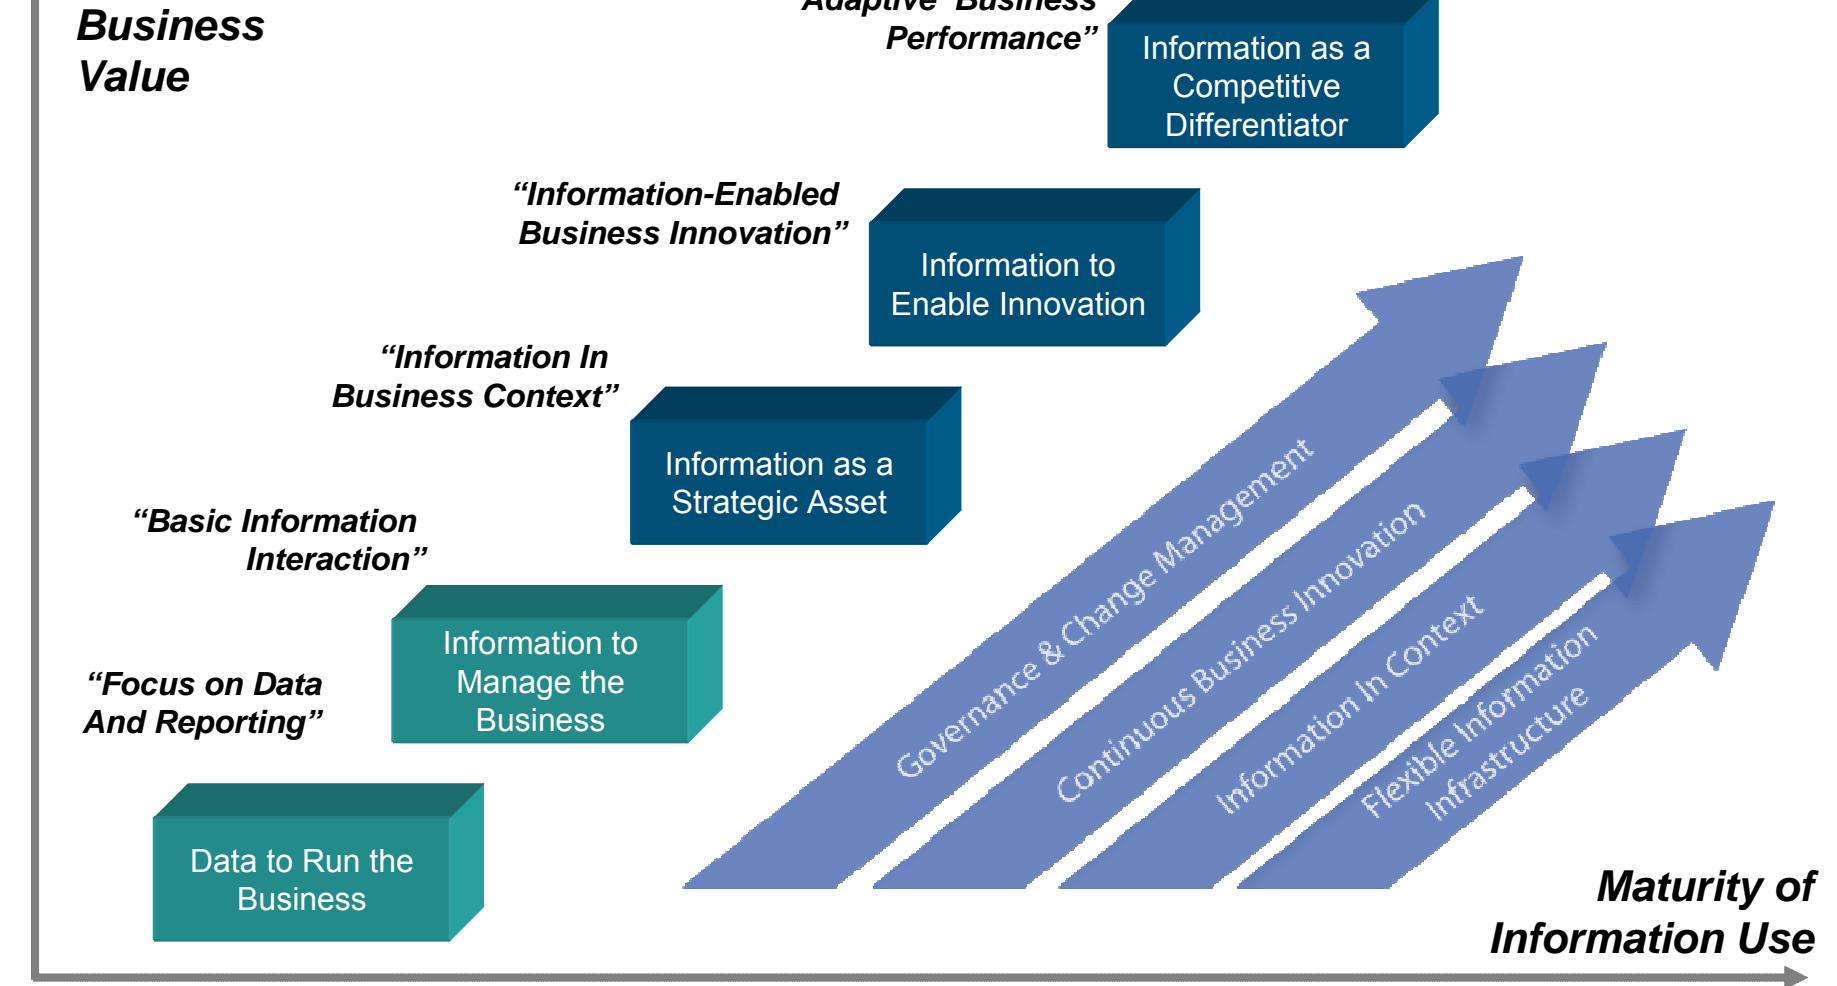 Business
Value
Adaptive Business
Performance”
Information as a
Competitive
Differentiator
“Information-Enabled
Business Innovation”
Information to
Enable Innovation
“Information In
Business Context”
Information as a
Strategic Asset
“Basic Information
Interaction”
Information to
Manage the
Business
“Focus on Data
And Reporting”
Data to Run the
Business
Governance & Change Management
Continuous Business Innovation
Information In Context
Flexible Information
Infrastructure
Maturity of
Information Use